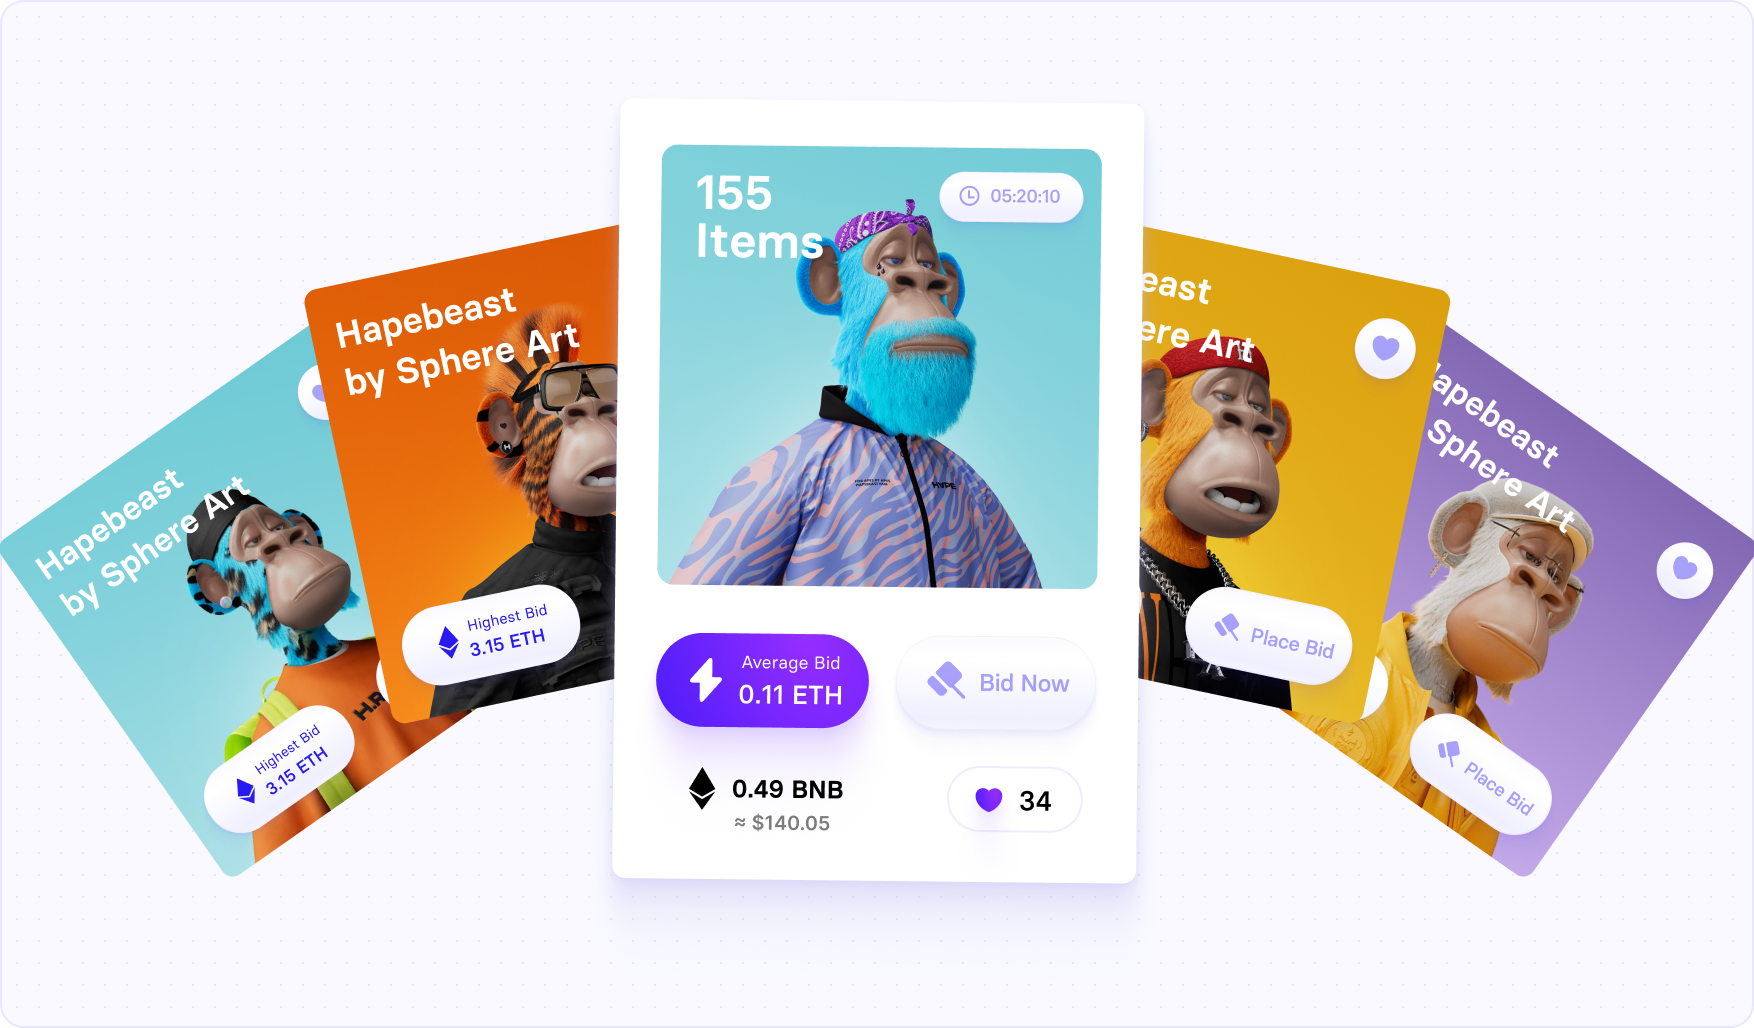 Hapebeast
by Sphere Art
Highest Bid
3.15 ETH
H.R
Hapebeast
by Sphere Art
Highest Bid
3.15 ETH
155
Items
05:20:10
HAPE
Average Bid
0.11 ETH
Bid Now
0.49 BNB
≈ $140.05
34
east
ere Art
Place Bid
apebeast
Sphere Art
Place Bid